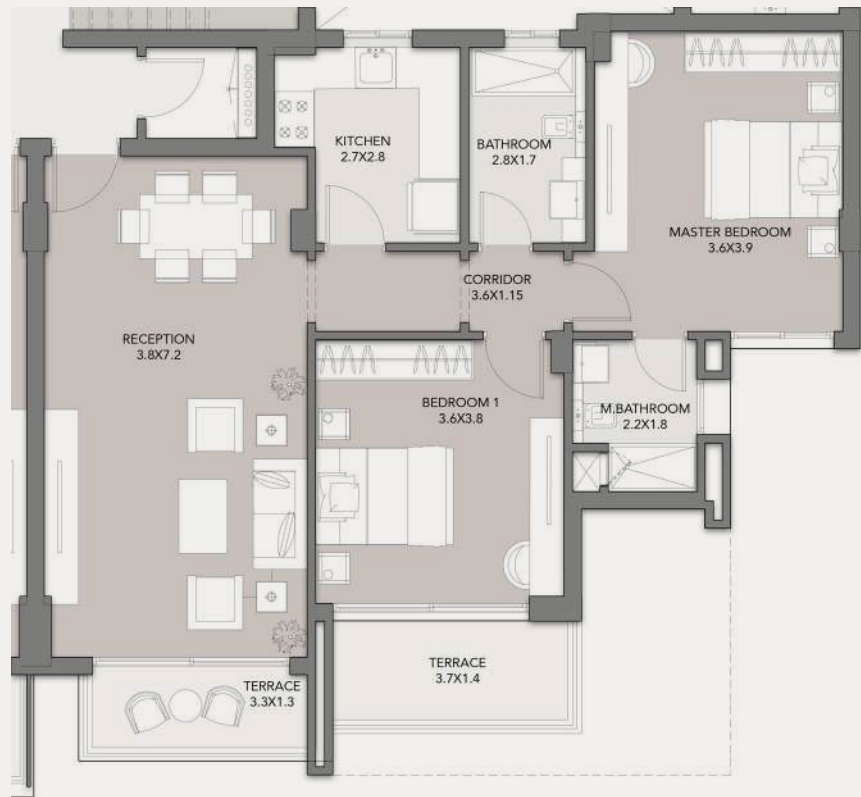 KITCHEN
2.7X2.8
BATHROOM
2.8X1.7
MASTER BEDROOM
3.6X3.9
CORRIDOR
3.6X1.15
RECEPTION
3.8X7.2
BEDROOM 1
3.6X3.8
M.BATHROOM
2.2X1.8
TERRACE
3.7X1.4
TERRACE
3.3X1.3